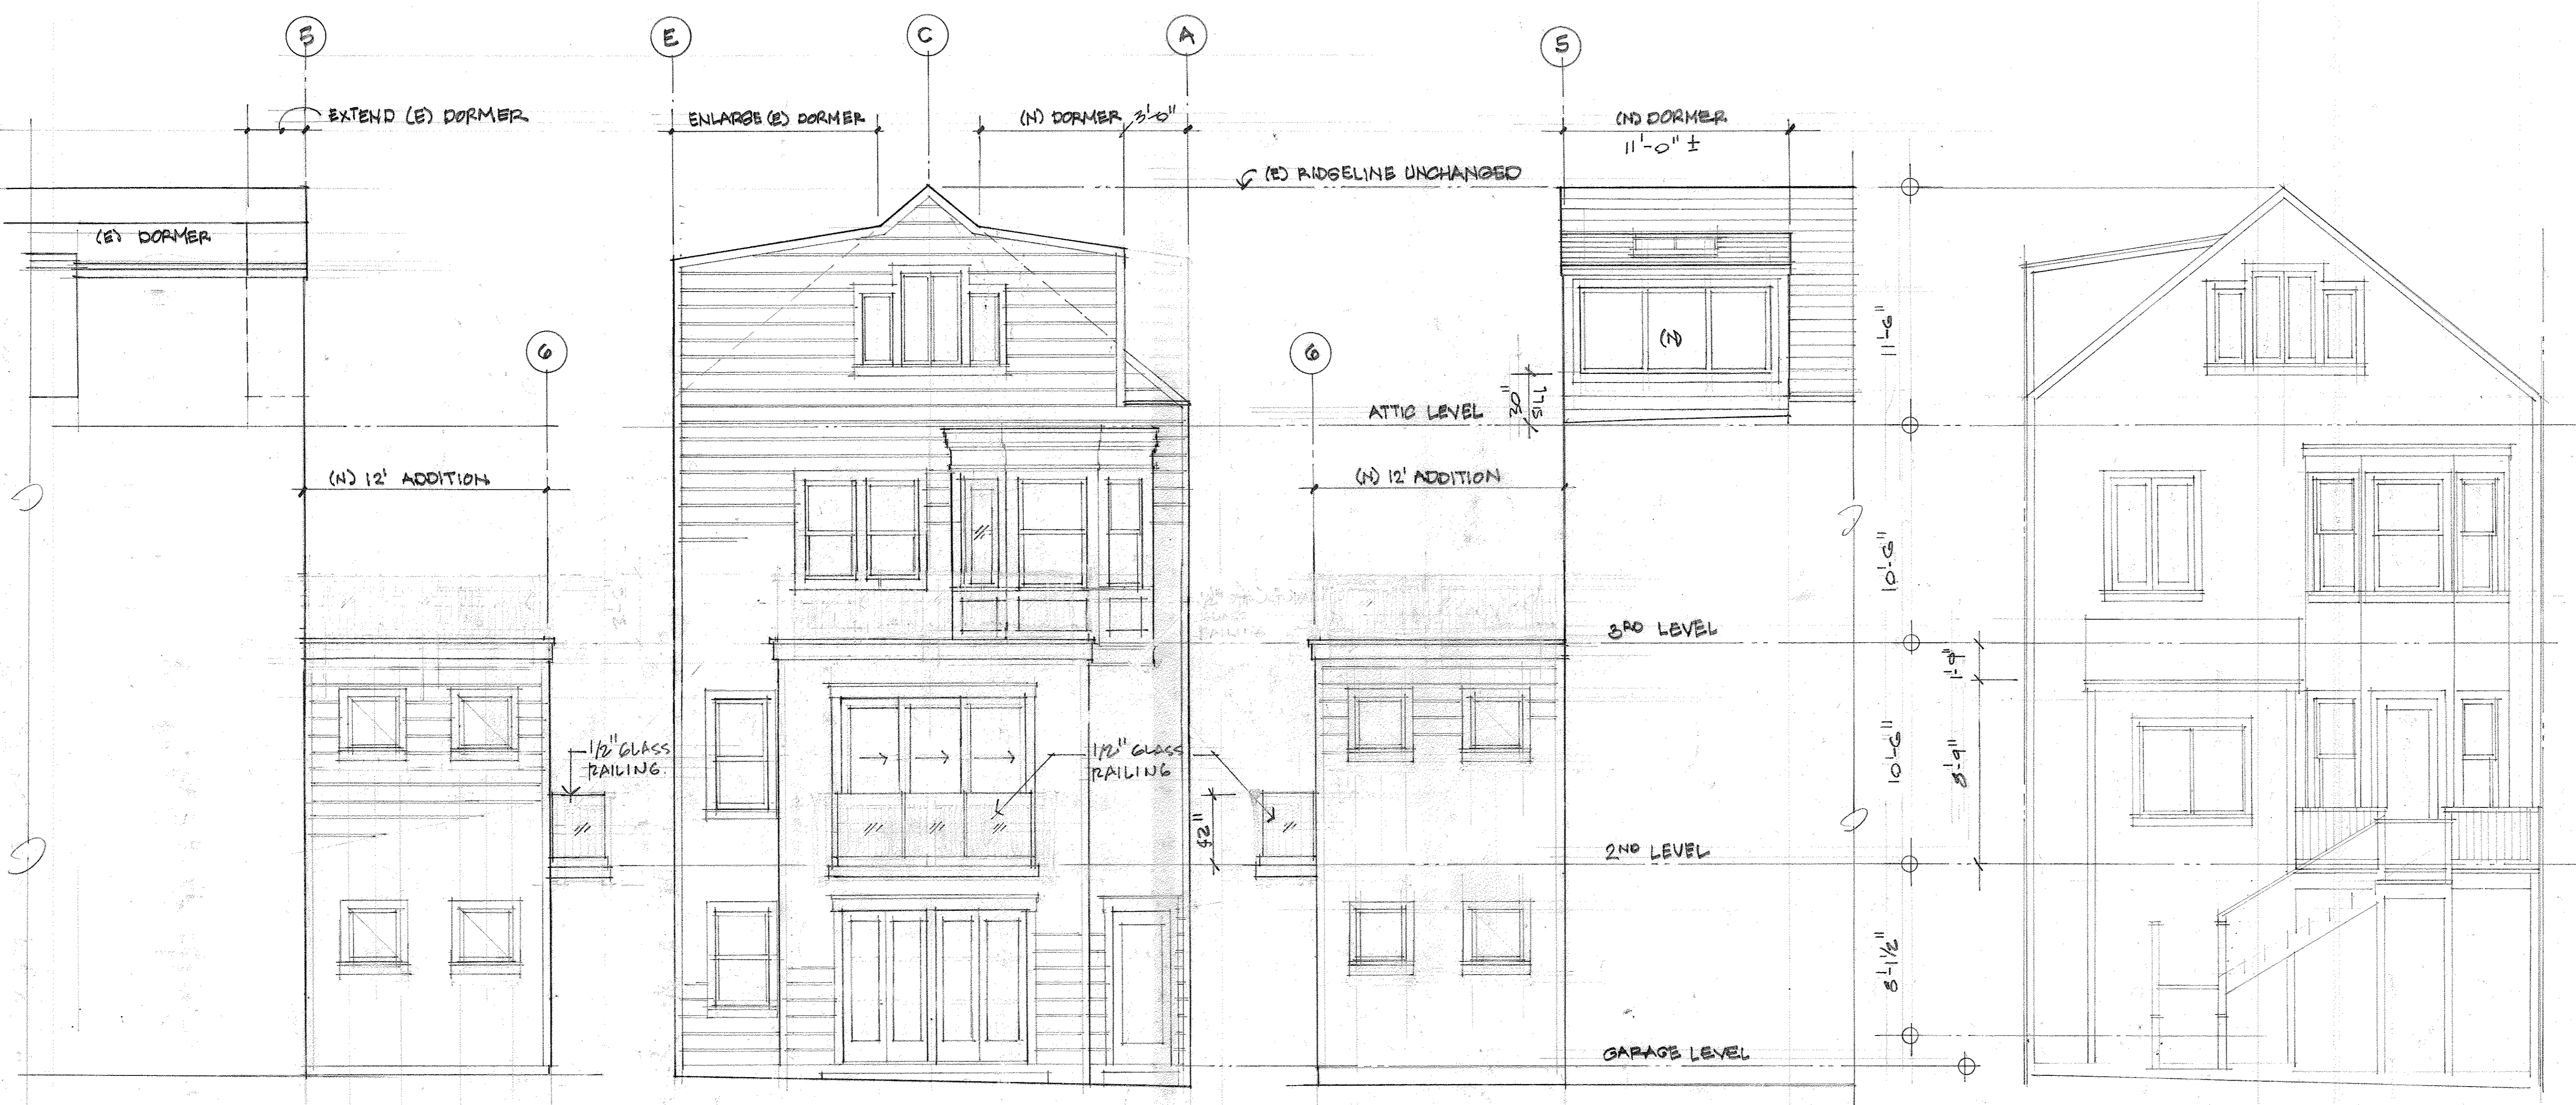 5
E
C
A
5
EXTEND (E) DORMER
ENLARGE (E) DORMER
(N) DORMER
3'-0"
(N) DORMER
11'-0" ±
(E) RIDGELINE UNCHANGED
(E) DORMER
6
6
(N)
11'-6"
30"
SILL
ATTIC LEVEL
(N) 12' ADDITION
(N) 12' ADDITION
10'-6"
3RD LEVEL
1'-9"
1/2" GLASS
RAILING
1/2" GLASS
RAILING
10'-6"
8'-9"
42"
2ND LEVEL
8'-1 1/2"
GARAGE LEVEL